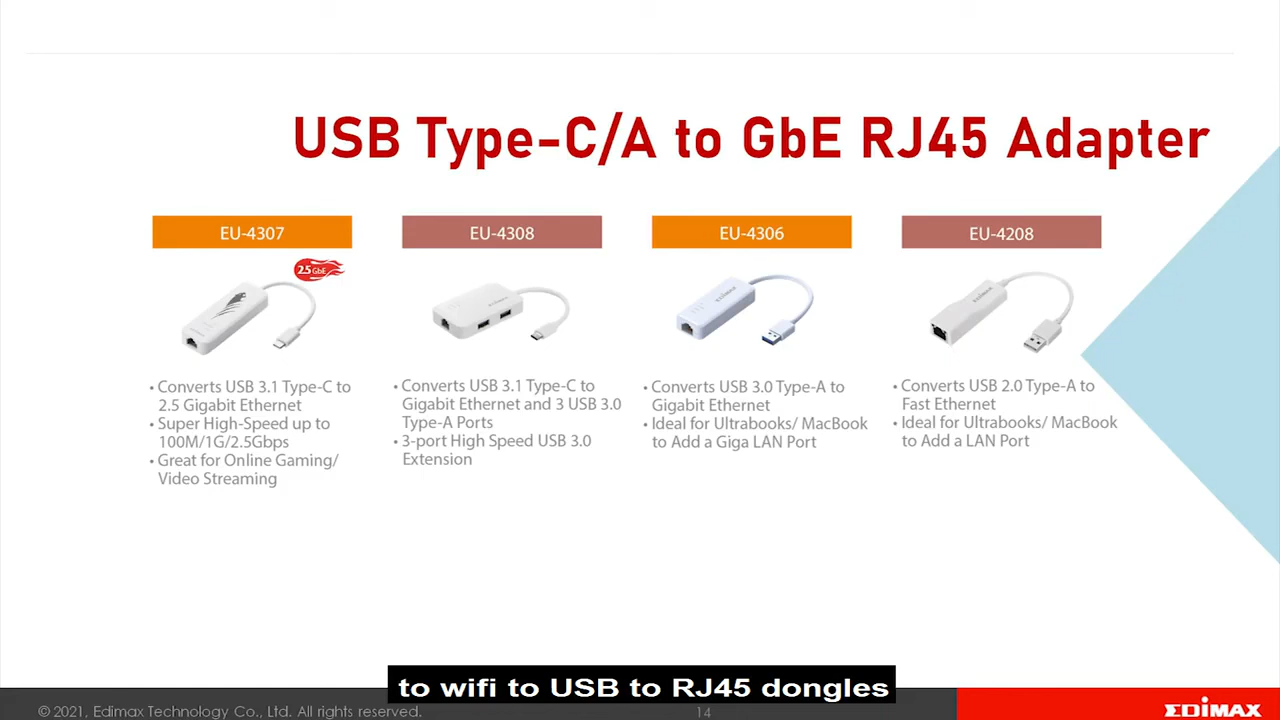 USB Type-C/A to GbE RJ45 Adapter
EU-4307
2.5 GbE
• Converts USB 3.1 Type-C to
2.5 Gigabit Ethernet
• Super High-Speed up to
100M/1G/2.5Gbps
• Great for Online Gaming/
Video Streaming
EU-4308
EDIMAX
• Converts USB 3.1 Type-C to
Gigabit Ethernet and 3 USB 3.0
Type-A Ports
• 3-port High Speed USB 3.0
Extension
EU-4306
EDIMAX
• Converts USB 3.0 Type-A to
Gigabit Ethernet
• Ideal for Ultrabooks/ MacBook
to Add a Giga LAN Port
EU-4208
EDIMAX
• Converts USB 2.0 Type-A to
Fast Ethernet
• Ideal for Ultrabooks/ MacBook
to Add a LAN Port
to wifi to USB to RJ45 dongles
© 2021, Edimax Technology Co., Ltd. All rights reserved.
14
EDIMAX